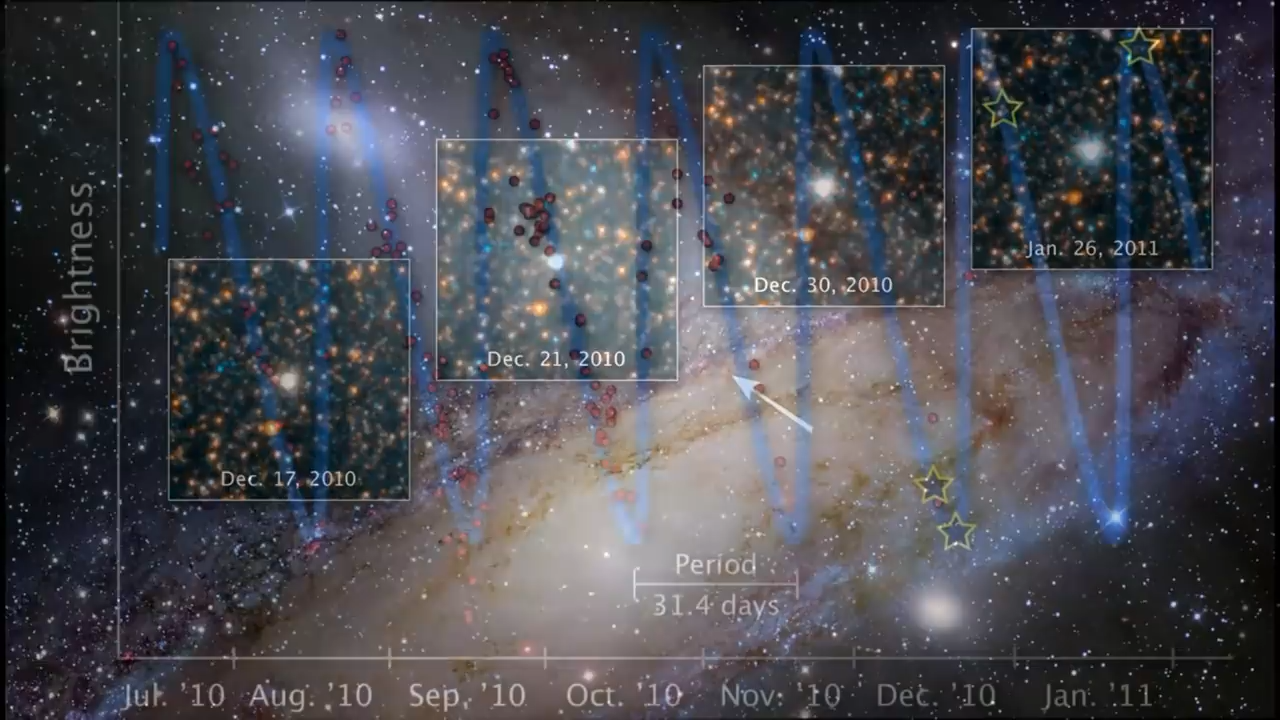 Brightness
Dec. 17, 2010
Dec. 21, 2010
Dec. 30, 2010
Jan. 26, 2011
Period
31.4 days
Jul. '10 Aug. '10 Sep. '10 Oct. '10 Nov. '10 Dec. '10 Jan. '11